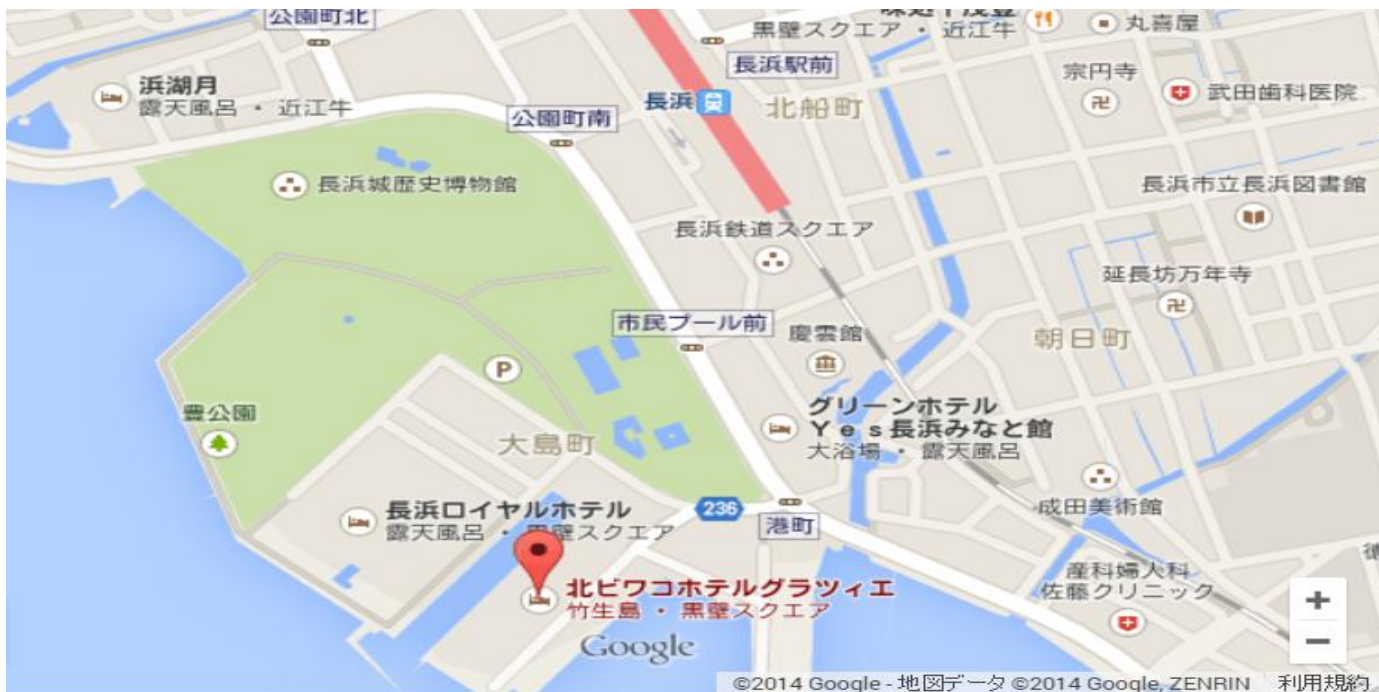 公園町北
黒壁スクエア ・ 近江牛
丸喜屋
浜湖月
露天風呂 ・ 近江牛
長浜駅前
宗円寺
武田歯科医院
長浜
北船町
公園町南
長浜城歴史博物館
長浜市立長浜図書館
長浜鉄道スクエア
延長坊万年寺
市民プール前
慶雲館
朝日町
P
豊公園
大島町
グリーンホテル
Yes長浜みなと館
大浴場 ・ 露天風呂
長浜ロイヤルホテル
露天風呂 ・ 黒壁スクエア
236
港町
成田美術館
北ビワコホテルグラツィエ
竹生島 ・ 黒壁スクエア
産科婦人科
佐藤クリニック
Google
+
−
©2014 Google - 地図データ ©2014 Google, ZENRIN
利用規約